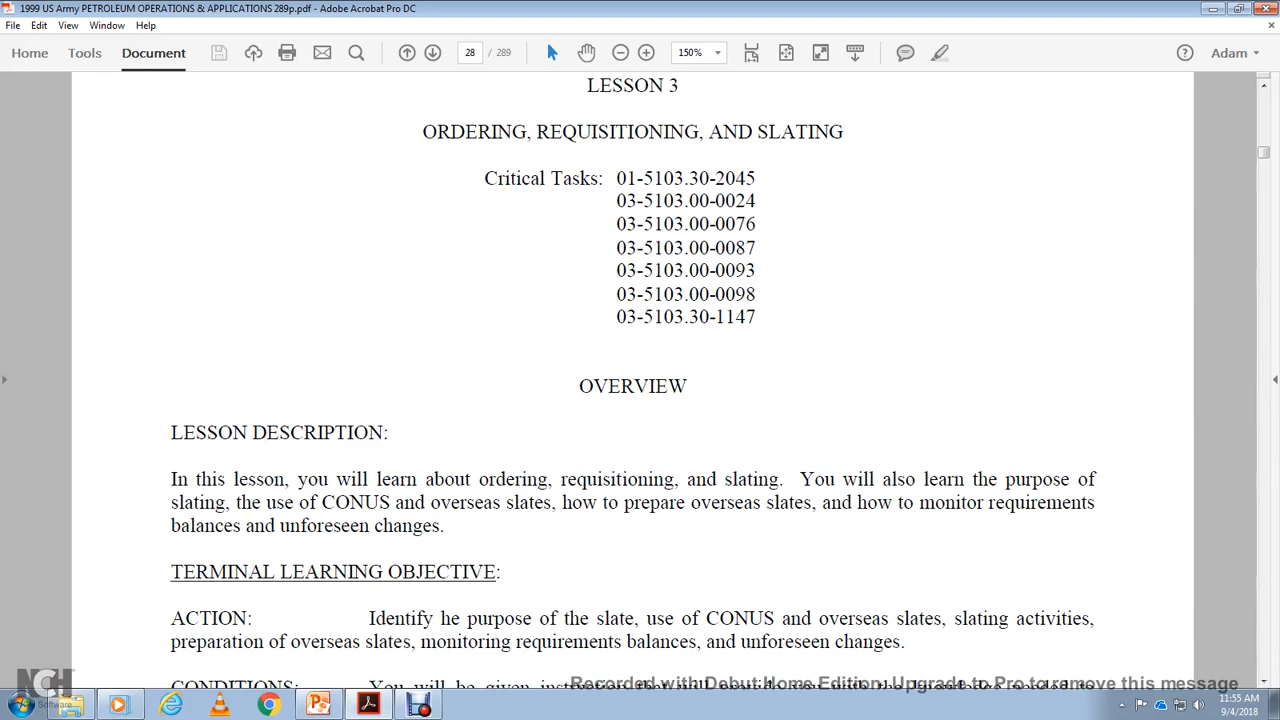 1999 US Army PETROLEUM OPERATIONS & APPLICATIONS 289p.pdf - Adobe Acrobat Pro DC
File Edit View Window Help
Home Tools Document 28 / 289 150% Adam
LESSON 3
ORDERING, REQUISITIONING, AND SLATING
Critical Tasks: 01-5103.30-2045
03-5103.00-0024
03-5103.00-0076
03-5103.00-0087
03-5103.00-0093
03-5103.00-0098
03-5103.30-1147
OVERVIEW
LESSON DESCRIPTION:
In this lesson, you will learn about ordering, requisitioning, and slating. You will also learn the purpose of
slating, the use of CONUS and overseas slates, how to prepare overseas slates, and how to monitor requirements
balances and unforeseen changes.
TERMINAL LEARNING OBJECTIVE:
ACTION: Identify he purpose of the slate, use of CONUS and overseas slates, slating activities,
preparation of overseas slates, monitoring requirements balances, and unforeseen changes.
CONDITIONS: You will be given
Recorded with Debut Home Edition. Upgrade to Pro to remove this message
NCH
Software
11:55 AM
9/4/2018